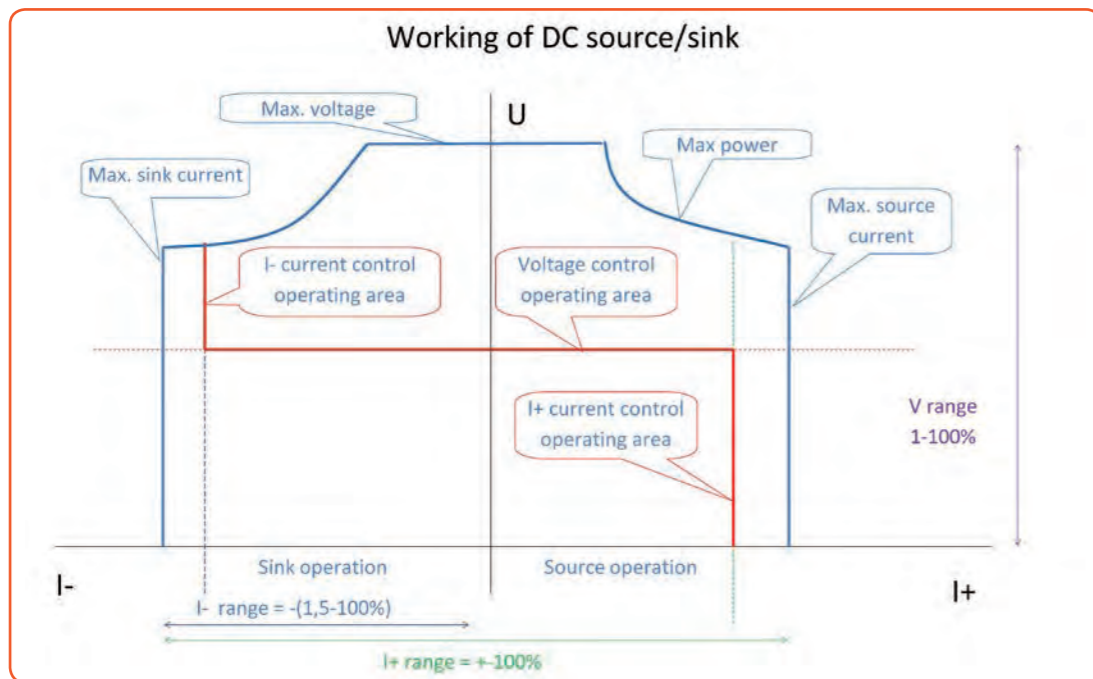 Working of DC source/sink
Max. voltage
U
Max power
Max. sink current
Max. source
current
I- current control
operating area
Voltage control
operating area
I+ current control
operating area
V range
1-100%
Sink operation
Source operation
I-
I+
I- range = -(1,5-100%)
I+ range = +-100%